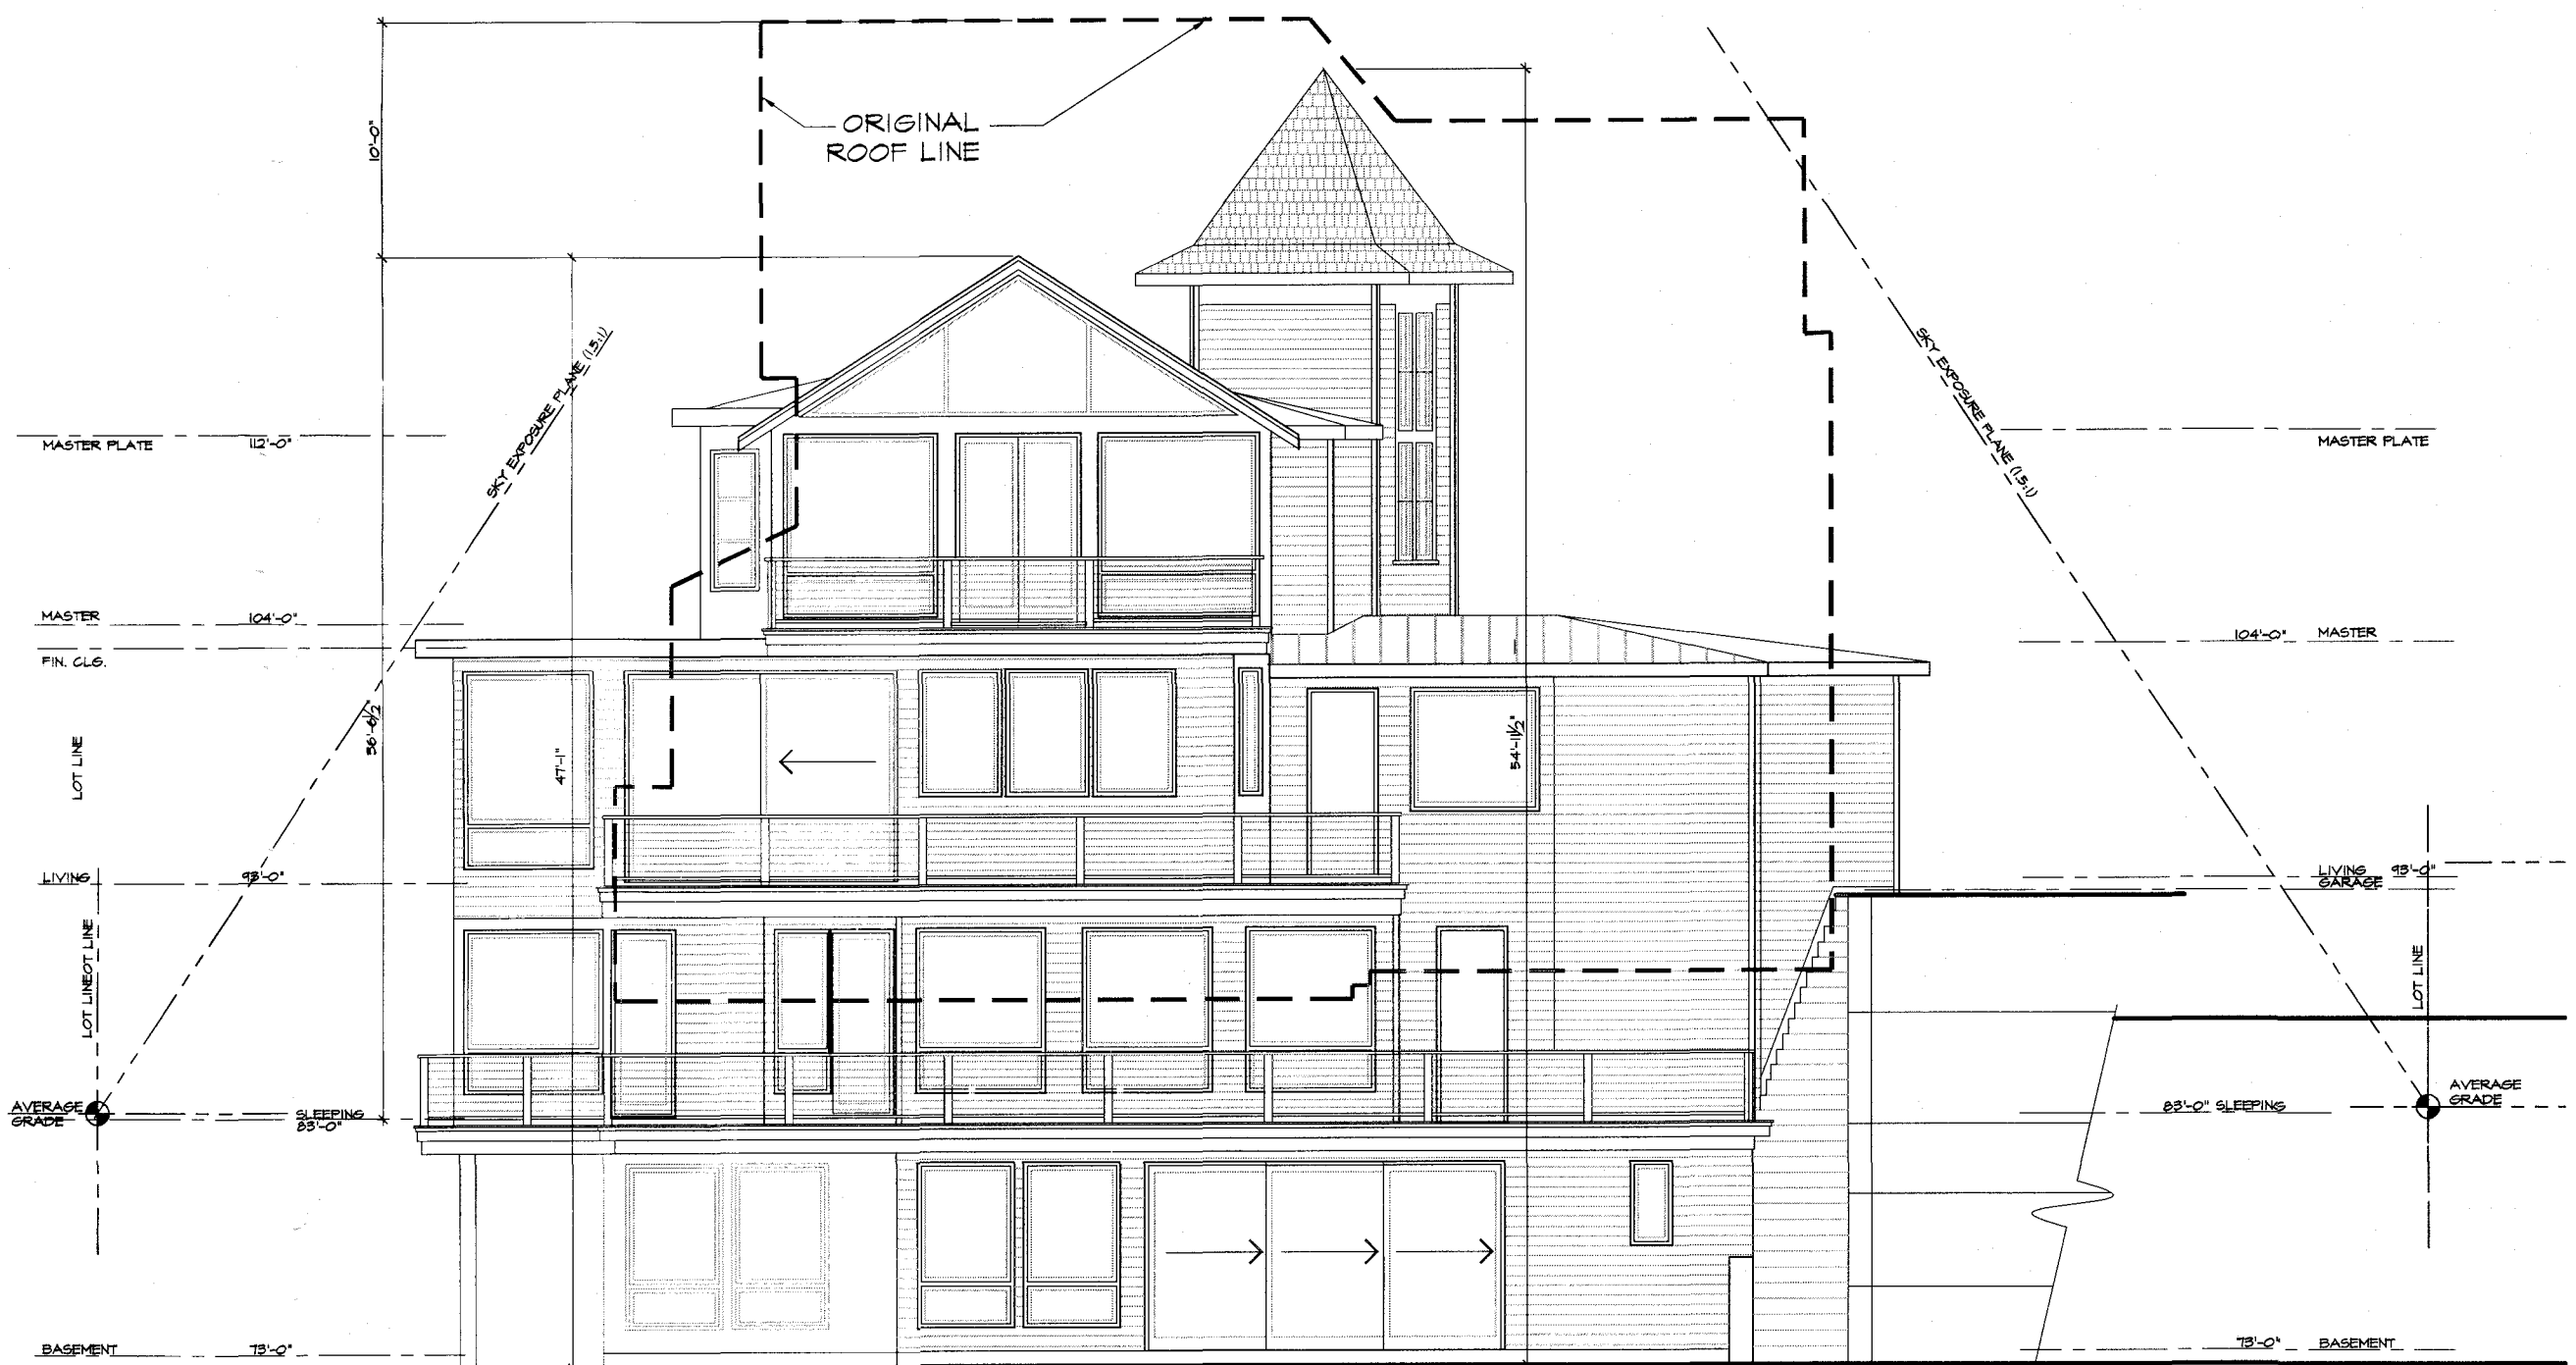 ORIGINAL
ROOF LINE
10'-0"
SKY EXPOSURE PLANE (1.5:1)
SKY EXPOSURE PLANE (1.5:1)
MASTER PLATE 112'-0"
MASTER PLATE
MASTER 104'-0"
104'-0" MASTER
FIN. CLG.
36'-6 1/2"
47'-1"
54'-11 1/2"
LOT LINE
LIVING 93'-0"
LIVING 93'-0"
GARAGE
LOT LINEOT LINE
LOT LINE
AVERAGE
GRADE
SLEEPING
83'-0"
83'-0" SLEEPING
AVERAGE
GRADE
BASEMENT 73'-0"
73'-0" BASEMENT